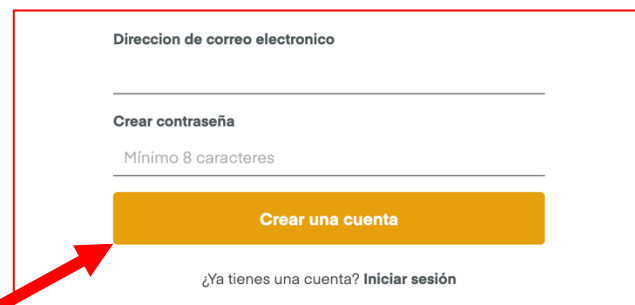 Direccion de correo electronico
Crear contraseña
Mínimo 8 caracteres
Crear una cuenta
¿Ya tienes una cuenta? Iniciar sesión